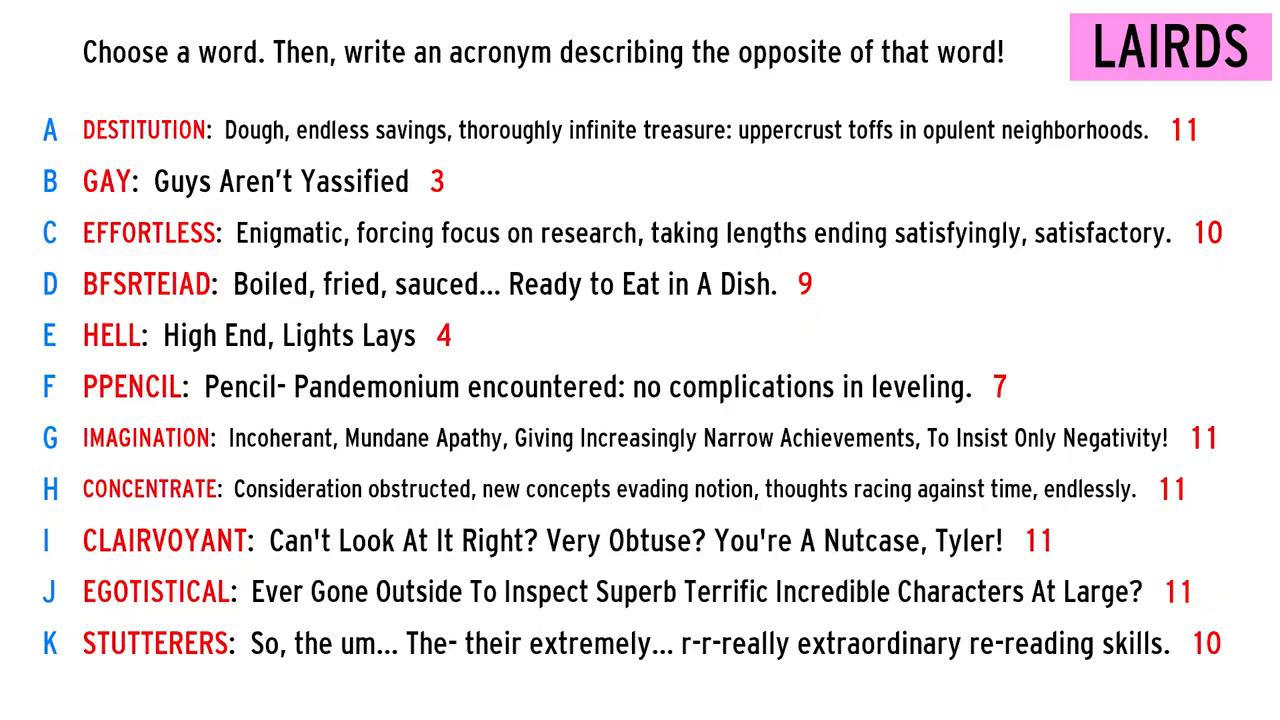 Choose a word. Then, write an acronym describing the opposite of that word!
LAIRDS
A DESTITUTION: Dough, endless savings, thoroughly infinite treasure: uppercrust toffs in opulent neighborhoods. 11
B GAY: Guys Aren't Yassified 3
C EFFORTLESS: Enigmatic, forcing focus on research, taking lengths ending satisfyingly, satisfactory. 10
D BFSRTEIAD: Boiled, fried, sauced... Ready to Eat in A Dish. 9
E HELL: High End, Lights Lays 4
F PPENCIL: Pencil- Pandemonium encountered: no complications in leveling. 7
G IMAGINATION: Incoherant, Mundane Apathy, Giving Increasingly Narrow Achievements, To Insist Only Negativity! 11
H CONCENTRATE: Consideration obstructed, new concepts evading notion, thoughts racing against time, endlessly. 11
I CLAIRVOYANT: Can't Look At It Right? Very Obtuse? You're A Nutcase, Tyler! 11
J EGOTISTICAL: Ever Gone Outside To Inspect Superb Terrific Incredible Characters At Large? 11
K STUTTERERS: So, the um... The- their extremely... r-r-really extraordinary re-reading skills. 10